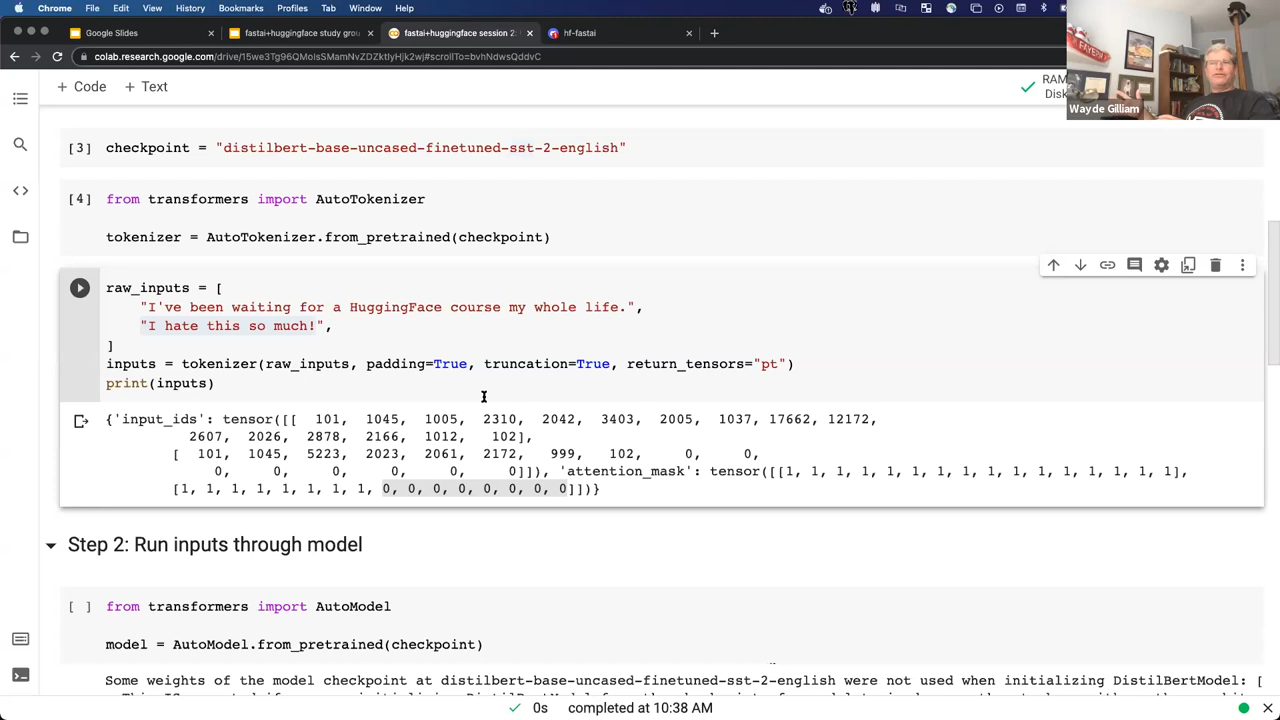 Chrome File Edit View History Bookmarks Profiles Tab Window Help
Google Slides
fastai+huggingface study grou
fastai+huggingface session 2:
hf-fastai
colab.research.google.com/drive/15we3Tg96QMoIsSMamNvZDZktIyHjk2wj#scrollTo=bvhNdwsQddvC
+ Code + Text
RAM
Disk
Wayde Gilliam
[3] checkpoint = "distilbert-base-uncased-finetuned-sst-2-english"
[4] from transformers import AutoTokenizer
tokenizer = AutoTokenizer.from_pretrained(checkpoint)
raw_inputs = [
"I've been waiting for a HuggingFace course my whole life.",
"I hate this so much!",
]
inputs = tokenizer(raw_inputs, padding=True, truncation=True, return_tensors="pt")
print(inputs)
{'input_ids': tensor([[ 101, 1045, 1005, 2310, 2042, 3403, 2005, 1037, 17662, 12172,
2607, 2026, 2878, 2166, 1012, 102],
[ 101, 1045, 5223, 2023, 2061, 2172, 999, 102, 0, 0,
0, 0, 0, 0, 0, 0]]), 'attention_mask': tensor([[1, 1, 1, 1, 1, 1, 1, 1, 1, 1, 1, 1, 1, 1, 1, 1],
[1, 1, 1, 1, 1, 1, 1, 1, 0, 0, 0, 0, 0, 0, 0, 0]])}
Step 2: Run inputs through model
[ ] from transformers import AutoModel
model = AutoModel.from_pretrained(checkpoint)
Some weights of the model checkpoint at distilbert-base-uncased-finetuned-sst-2-english were not used when initializing DistilBertModel: [
0s completed at 10:38 AM